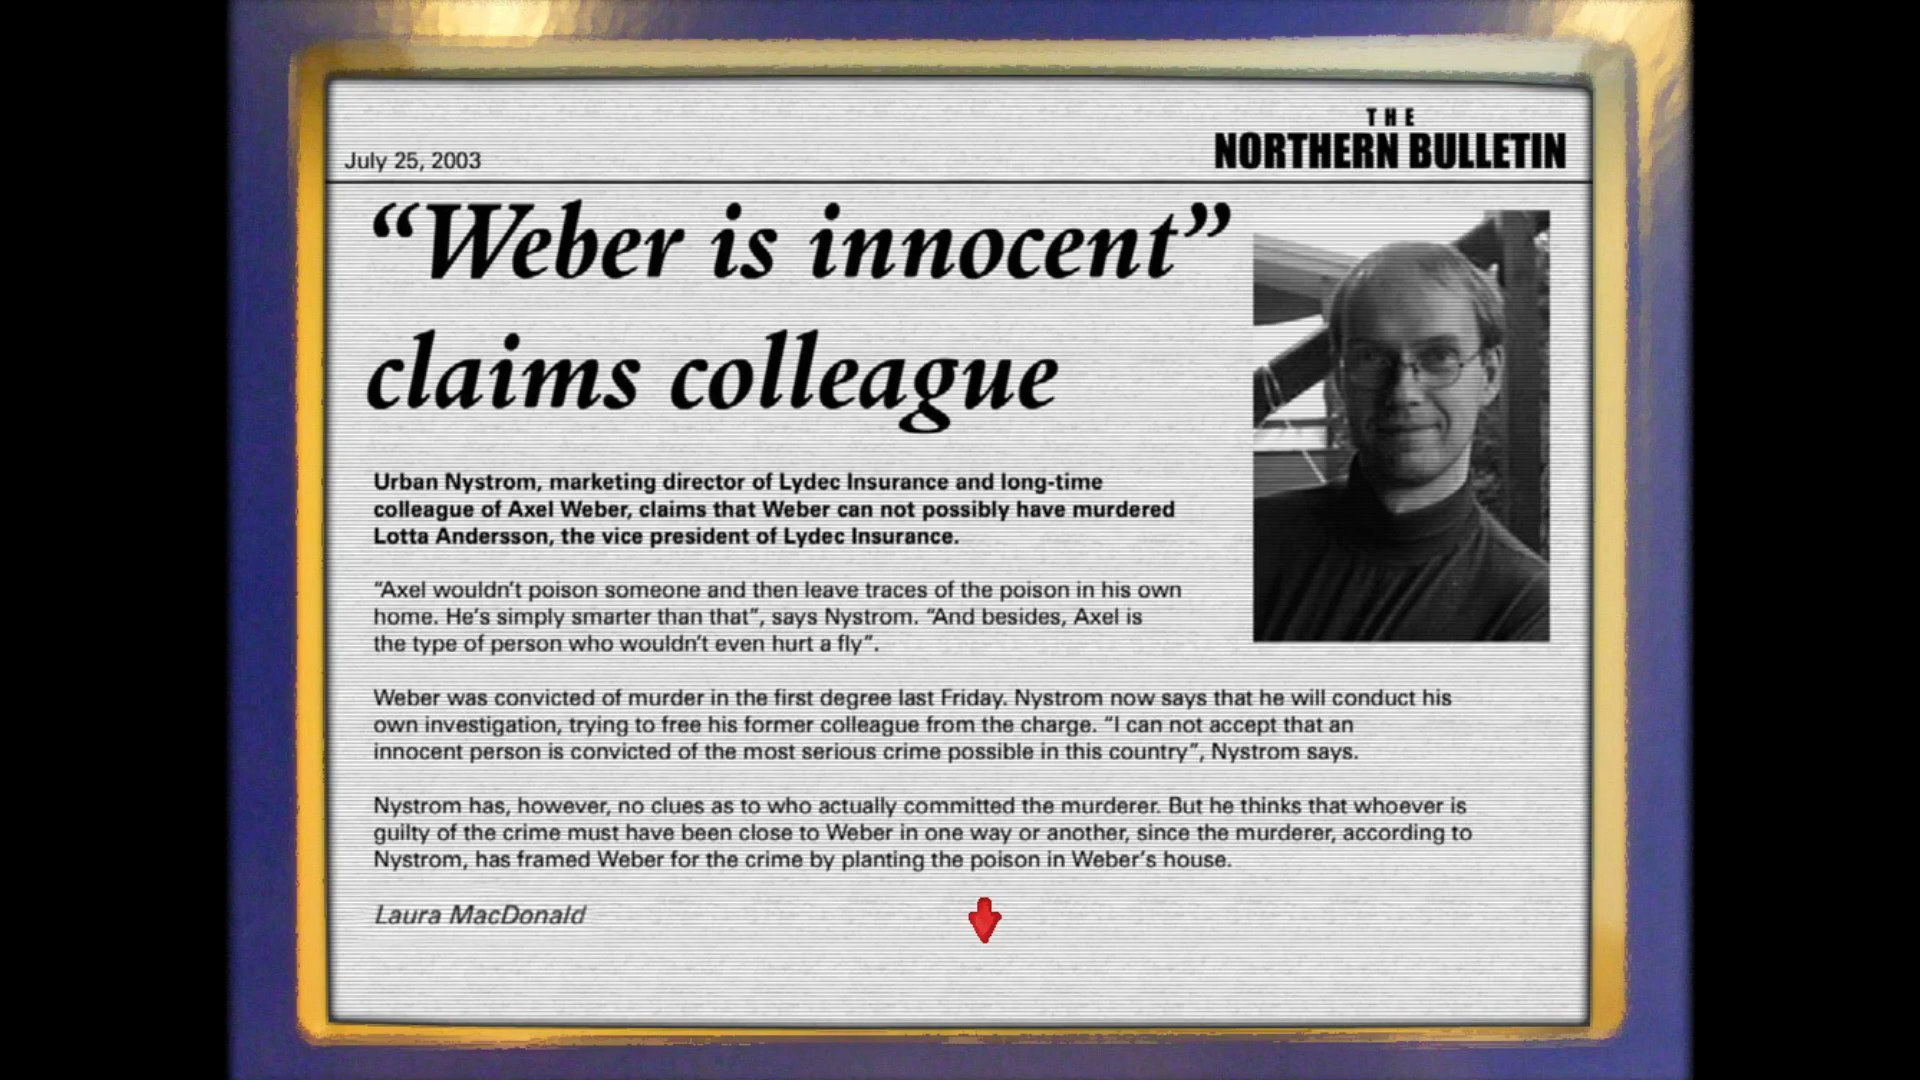 THE
NORTHERN BULLETIN
July 25, 2003
“Weber is innocent”
claims colleague
Urban Nystrom, marketing director of Lydec Insurance and long-time
colleague of Axel Weber, claims that Weber can not possibly have murdered
Lotta Andersson, the vice president of Lydec Insurance.
“Axel wouldn’t poison someone and then leave traces of the poison in his own
home. He’s simply smarter than that”, says Nystrom. “And besides, Axel is
the type of person who wouldn’t even hurt a fly”.
Weber was convicted of murder in the first degree last Friday. Nystrom now says that he will conduct his
own investigation, trying to free his former colleague from the charge. “I can not accept that an
innocent person is convicted of the most serious crime possible in this country”, Nystrom says.
Nystrom has, however, no clues as to who actually committed the murderer. But he thinks that whoever is
guilty of the crime must have been close to Weber in one way or another, since the murderer, according to
Nystrom, has framed Weber for the crime by planting the poison in Weber’s house.
Laura MacDonald